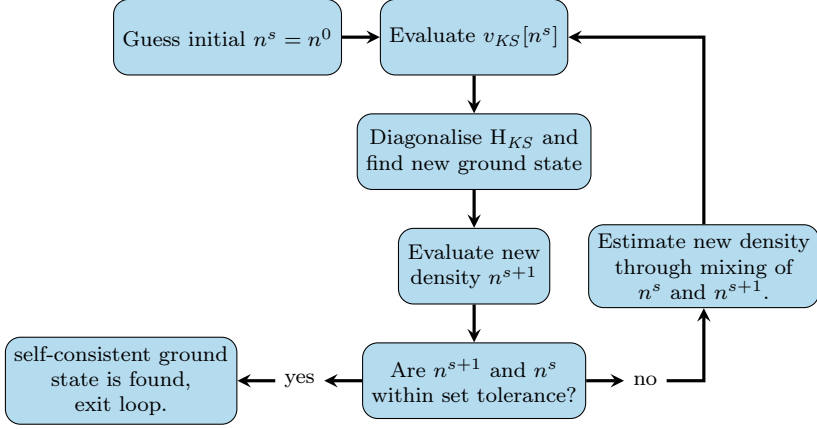 Guess initial $n^s = n^0$
Evaluate $v_{KS}[n^s]$
Diagonalise H$_{KS}$ and
find new ground state
Evaluate new
density $n^{s+1}$
Estimate new density
through mixing of
$n^s$ and $n^{s+1}$.
Are $n^{s+1}$ and $n^s$
within set tolerance?
yes
no
self-consistent ground
state is found,
exit loop.